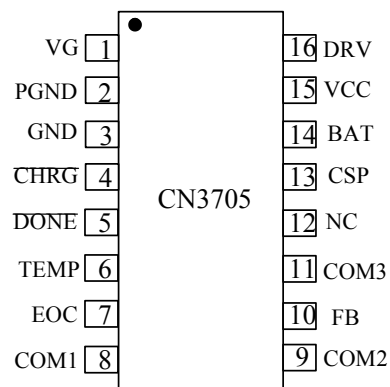 VG 1 16 DRV
PGND 2 15 VCC
GND 3 14 BAT
CHRG 4 13 CSP
CN3705
DONE 5 12 NC
TEMP 6 11 COM3
EOC 7 10 FB
COM1 8 9 COM2